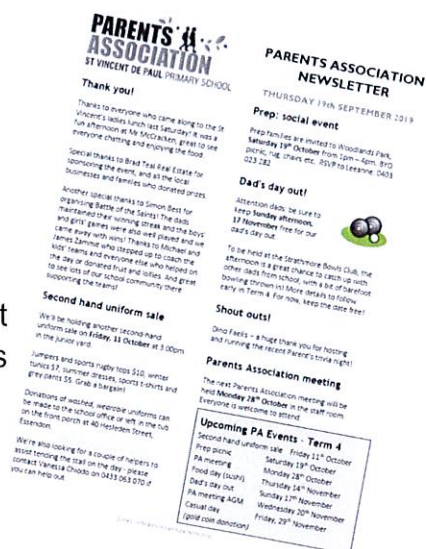 PARENTS
ASSOCIATION
ST VINCENT DE PAUL PRIMARY SCHOOL
Thank you!
Thanks to everyone who came along to the St
Vincent's ladies lunch last Saturday! It was a
fun afternoon at Mr McCracken, great to see
everyone chatting and enjoying the food.
Special thanks to Brad Teal Real Estate for
sponsoring the event, and all the local
businesses and families who donated prizes.
Another special thanks to Simon Best for
organising Battle of the Saints! The dads
maintained their winning streak and the boys'
and girls' games were also well played and we
came away with wins! Thanks to Michael and
James Zammit who stepped up to coach the
kids' teams and everyone else who helped on
the day or donated fruit and lollies. And great
to see lots of our school community there
supporting the teams!
Second hand uniform sale
We'll be holding another second-hand
uniform sale on Friday, 11 October at 3:00pm
in the junior yard.
Jumpers and sports rugby tops $10, winter
tunics $7, summer dresses, sports t-shirts and
grey pants $5. Grab a bargain!
Donations of washed, wearable uniforms can
be made to the school office or left in the tub
on the front porch at 40 Hesleden Street,
Essendon.
We're also looking for a couple of helpers to
assist tending the stall on the day - please
contact Vanessa Chiodo on 0433 063 070 if
you can help out.
PARENTS ASSOCIATION
NEWSLETTER
THURSDAY 19th SEPTEMBER 2019
Prep: social event
Prep families are invited to Woodlands Park,
Saturday 19th October from 1pm – 4pm. BYO
picnic, rug, chairs etc. RSVP to Leeanne: 0403
023 282
Dad's day out!
Attention dads: be sure to
keep Sunday afternoon,
17 November free for our
dad's day out.
To be held at the Strathmore Bowls Club, the
afternoon is a great chance to catch up with
other dads from school, with a bit of barefoot
bowling thrown in! More details to follow
early in Term 4. For now, keep the date free!
Shout outs!
Dino Faelis – a huge thank you for hosting
and running the recent Parent's trivia night!
Parents Association meeting
The next Parents Association meeting will be
held Monday 28th October in the staff room.
Everyone is welcome to attend
Upcoming PA Events - Term 4
Second hand uniform sale Friday 11th October
Prep picnic Saturday 19th October
PA meeting Monday 28th October
Food day (sushi) Thursday 14th November
Dad's day out Sunday 17th November
PA meeting AGM Wednesday 20th November
Casual day Friday, 29th November
(gold coin donation)
t
s